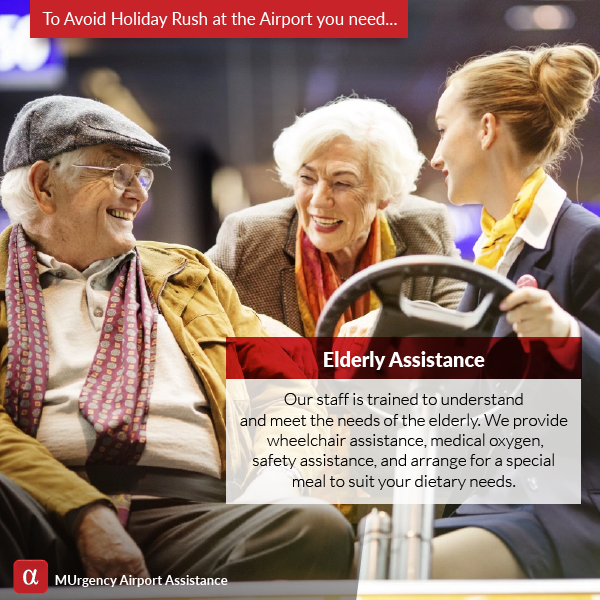 To Avoid Holiday Rush at the Airport you need...
Elderly Assistance
Our staff is trained to understand
and meet the needs of the elderly. We provide
wheelchair assistance, medical oxygen,
safety assistance, and arrange for a special
meal to suit your dietary needs.
α
MUrgency Airport Assistance